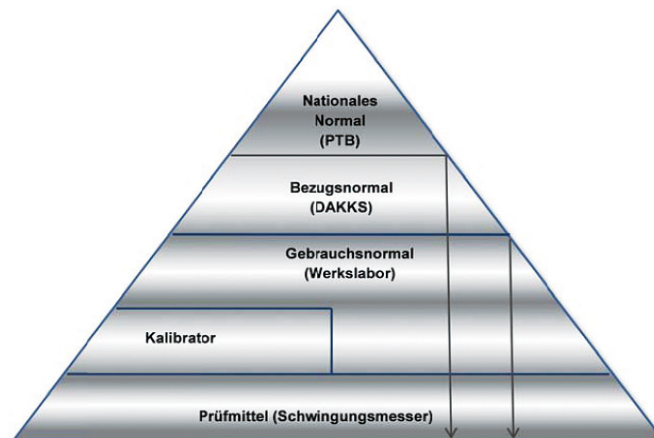 Nationales
Normal
(PTB)
Bezugsnormal
(DAKKS)
Gebrauchsnormal
(Werkslabor)
Kalibrator
Prüfmittel (Schwingungsmesser)